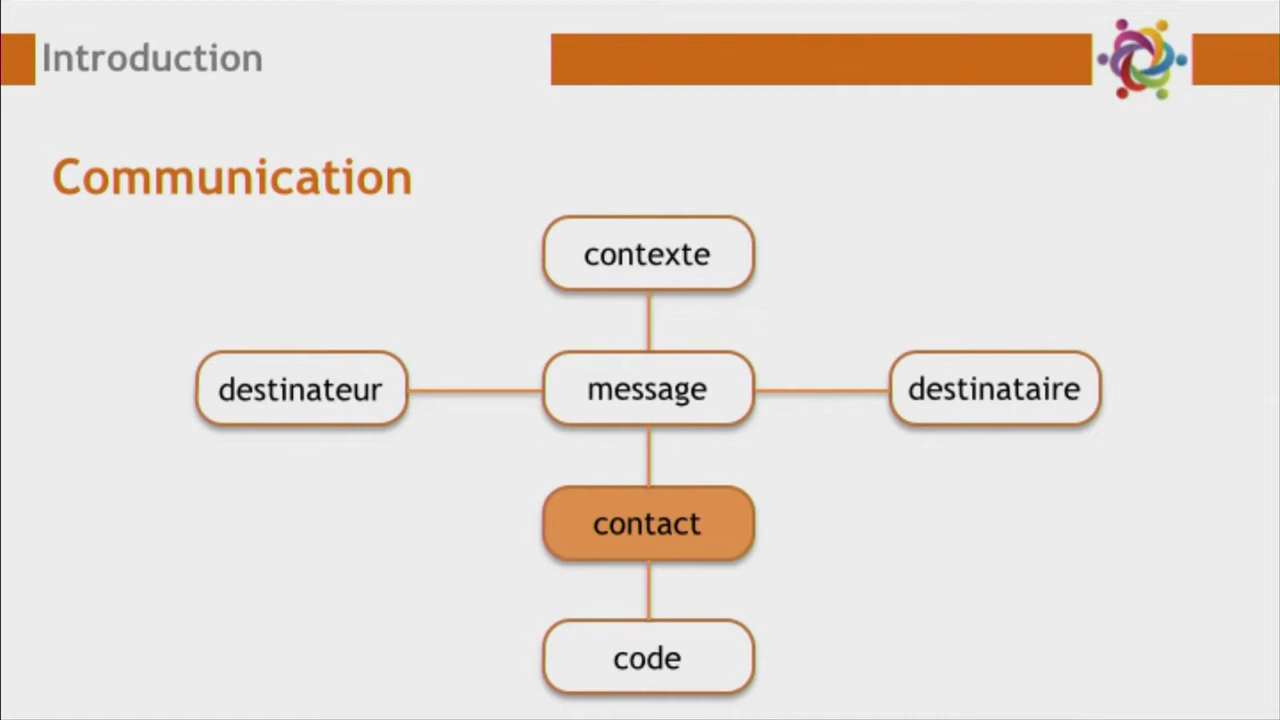 Introduction
Communication
contexte
destinateur
message
destinataire
contact
code